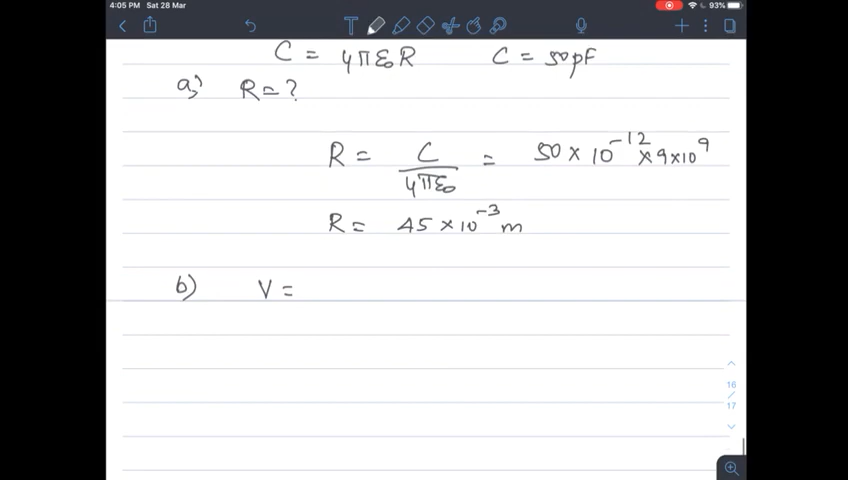 4:05 PM Sat 28 Mar 93%
C = 4πε₀R C = 50pF
a) R = ?
R = C / 4πε₀ = 50 × 10⁻¹² × 9×10⁹
R = 45 × 10⁻³ m
b) V =
16
/
17